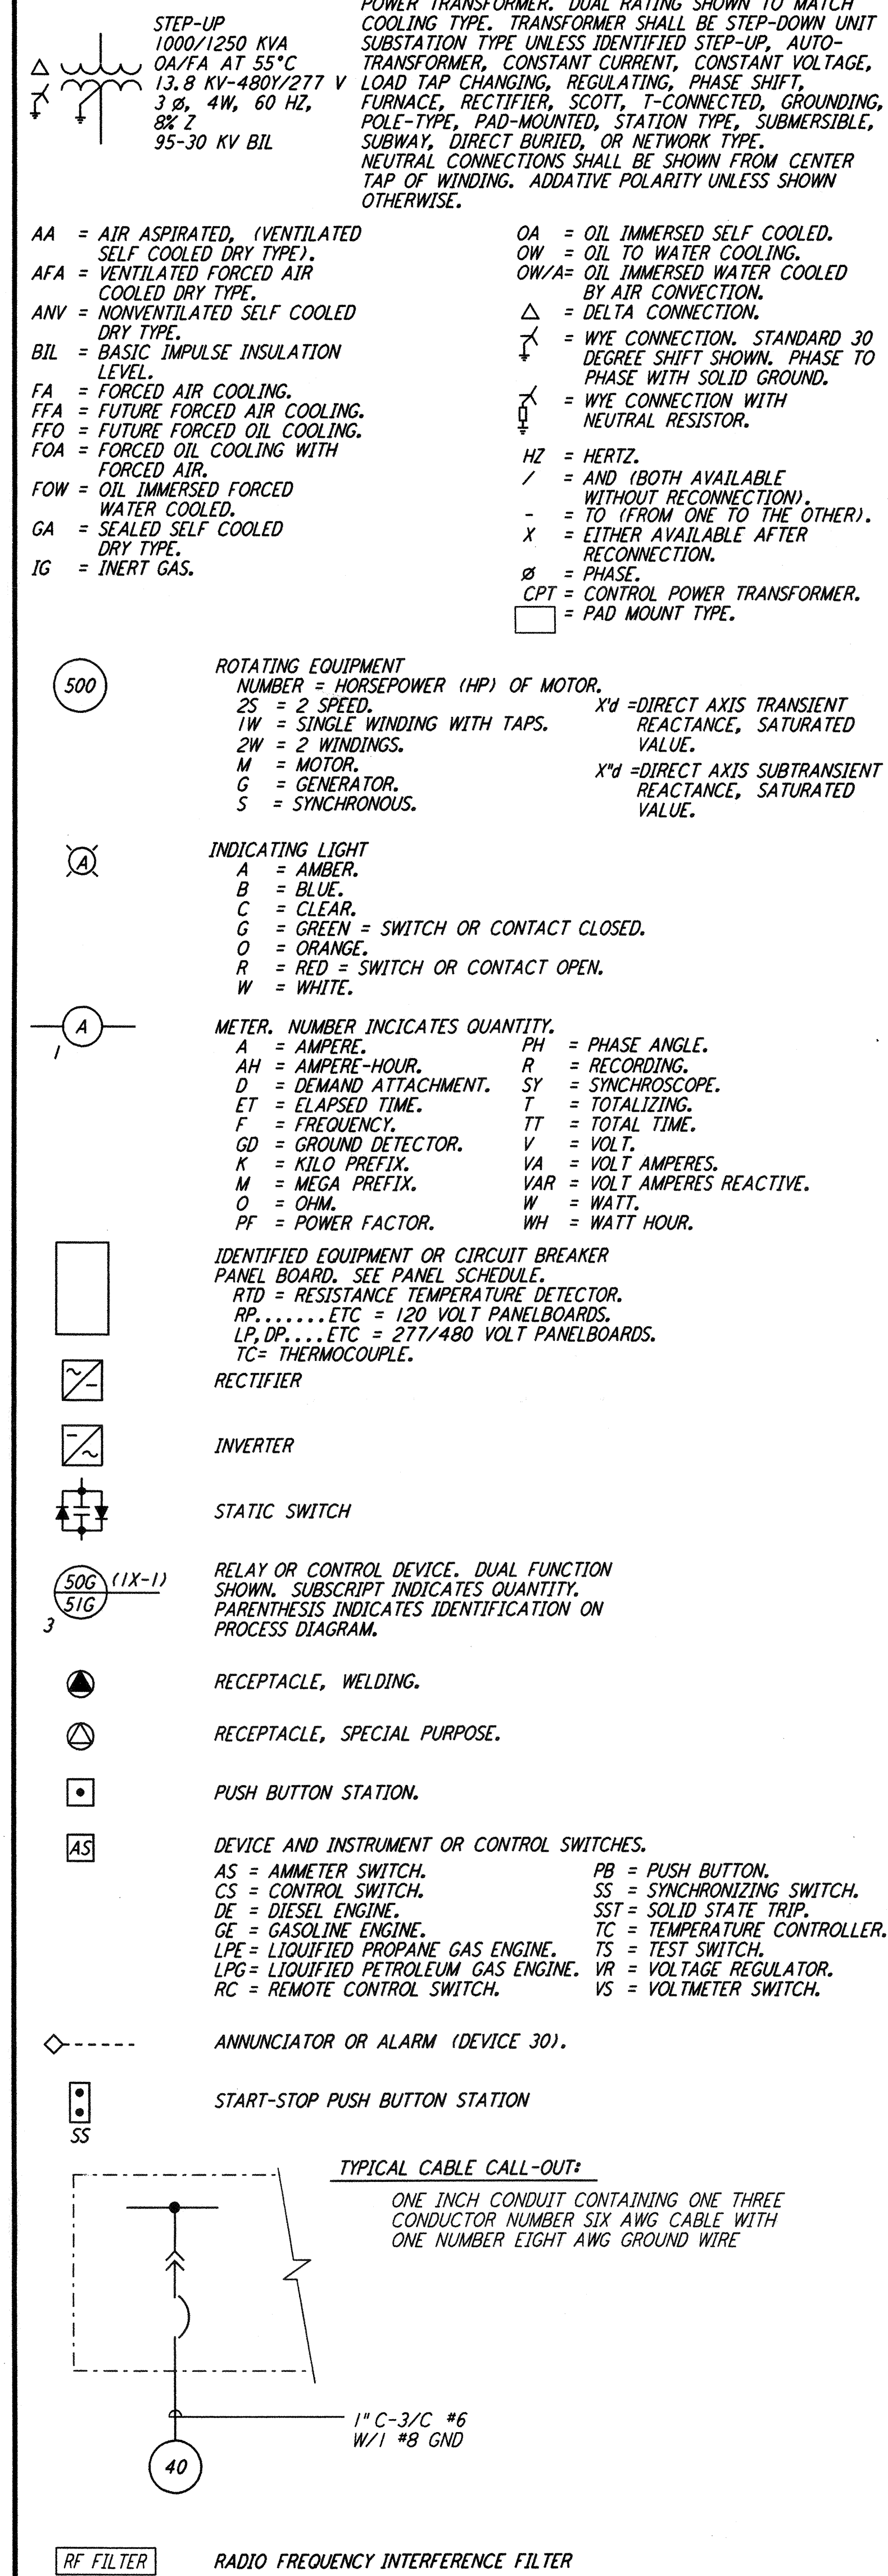 POWER TRANSFORMER. DUAL RATING SHOWN TO MATCH
COOLING TYPE. TRANSFORMER SHALL BE STEP-DOWN UNIT
SUBSTATION TYPE UNLESS IDENTIFIED STEP-UP, AUTO-
TRANSFORMER, CONSTANT CURRENT, CONSTANT VOLTAGE,
LOAD TAP CHANGING, REGULATING, PHASE SHIFT,
FURNACE, RECTIFIER, SCOTT, T-CONNECTED, GROUNDING,
POLE-TYPE, PAD-MOUNTED, STATION TYPE, SUBMERSIBLE,
SUBWAY, DIRECT BURIED, OR NETWORK TYPE.
NEUTRAL CONNECTIONS SHALL BE SHOWN FROM CENTER
TAP OF WINDING. ADDATIVE POLARITY UNLESS SHOWN
OTHERWISE.
STEP-UP
1000/1250 KVA
OA/FA AT 55°C
13.8 KV-480Y/277 V
3 Ø, 4W, 60 HZ,
8% Z
95-30 KV BIL
AA = AIR ASPIRATED, (VENTILATED
SELF COOLED DRY TYPE).
AFA = VENTILATED FORCED AIR
COOLED DRY TYPE.
ANV = NONVENTILATED SELF COOLED
DRY TYPE.
BIL = BASIC IMPULSE INSULATION
LEVEL.
FA = FORCED AIR COOLING.
FFA = FUTURE FORCED AIR COOLING.
FFO = FUTURE FORCED OIL COOLING.
FOA = FORCED OIL COOLING WITH
FORCED AIR.
FOW = OIL IMMERSED FORCED
WATER COOLED.
GA = SEALED SELF COOLED
DRY TYPE.
IG = INERT GAS.
OA = OIL IMMERSED SELF COOLED.
OW = OIL TO WATER COOLING.
OW/A= OIL IMMERSED WATER COOLED
BY AIR CONVECTION.
△ = DELTA CONNECTION.
= WYE CONNECTION. STANDARD 30
DEGREE SHIFT SHOWN. PHASE TO
PHASE WITH SOLID GROUND.
= WYE CONNECTION WITH
NEUTRAL RESISTOR.
HZ = HERTZ.
/ = AND (BOTH AVAILABLE
WITHOUT RECONNECTION).
- = TO (FROM ONE TO THE OTHER).
X = EITHER AVAILABLE AFTER
RECONNECTION.
Ø = PHASE.
CPT = CONTROL POWER TRANSFORMER.
= PAD MOUNT TYPE.
500
ROTATING EQUIPMENT
NUMBER = HORSEPOWER (HP) OF MOTOR.
2S = 2 SPEED.
1W = SINGLE WINDING WITH TAPS.
2W = 2 WINDINGS.
M = MOTOR.
G = GENERATOR.
S = SYNCHRONOUS.
X'd =DIRECT AXIS TRANSIENT
REACTANCE, SATURATED
VALUE.
X"d =DIRECT AXIS SUBTRANSIENT
REACTANCE, SATURATED
VALUE.
A
INDICATING LIGHT
A = AMBER.
B = BLUE.
C = CLEAR.
G = GREEN = SWITCH OR CONTACT CLOSED.
O = ORANGE.
R = RED = SWITCH OR CONTACT OPEN.
W = WHITE.
A
1
METER. NUMBER INCICATES QUANTITY.
A = AMPERE.
AH = AMPERE-HOUR.
D = DEMAND ATTACHMENT.
ET = ELAPSED TIME.
F = FREQUENCY.
GD = GROUND DETECTOR.
K = KILO PREFIX.
M = MEGA PREFIX.
O = OHM.
PF = POWER FACTOR.
PH = PHASE ANGLE.
R = RECORDING.
SY = SYNCHROSCOPE.
T = TOTALIZING.
TT = TOTAL TIME.
V = VOLT.
VA = VOLT AMPERES.
VAR = VOLT AMPERES REACTIVE.
W = WATT.
WH = WATT HOUR.
IDENTIFIED EQUIPMENT OR CIRCUIT BREAKER
PANEL BOARD. SEE PANEL SCHEDULE.
RTD = RESISTANCE TEMPERATURE DETECTOR.
RP.......ETC = 120 VOLT PANELBOARDS.
LP, DP....ETC = 277/480 VOLT PANELBOARDS.
TC= THERMOCOUPLE.
RECTIFIER
INVERTER
STATIC SWITCH
50G (1X-1)
51G
3
RELAY OR CONTROL DEVICE. DUAL FUNCTION
SHOWN. SUBSCRIPT INDICATES QUANTITY.
PARENTHESIS INDICATES IDENTIFICATION ON
PROCESS DIAGRAM.
RECEPTACLE, WELDING.
RECEPTACLE, SPECIAL PURPOSE.
PUSH BUTTON STATION.
AS
DEVICE AND INSTRUMENT OR CONTROL SWITCHES.
AS = AMMETER SWITCH.
CS = CONTROL SWITCH.
DE = DIESEL ENGINE.
GE = GASOLINE ENGINE.
LPE = LIQUIFIED PROPANE GAS ENGINE.
LPG = LIQUIFIED PETROLEUM GAS ENGINE.
RC = REMOTE CONTROL SWITCH.
PB = PUSH BUTTON.
SS = SYNCHRONIZING SWITCH.
SST = SOLID STATE TRIP.
TC = TEMPERATURE CONTROLLER.
TS = TEST SWITCH.
VR = VOLTAGE REGULATOR.
VS = VOLTMETER SWITCH.
ANNUNCIATOR OR ALARM (DEVICE 30).
START-STOP PUSH BUTTON STATION
SS
TYPICAL CABLE CALL-OUT:
ONE INCH CONDUIT CONTAINING ONE THREE
CONDUCTOR NUMBER SIX AWG CABLE WITH
ONE NUMBER EIGHT AWG GROUND WIRE
1" C-3/C #6
W/1 #8 GND
40
RF FILTER
RADIO FREQUENCY INTERFERENCE FILTER